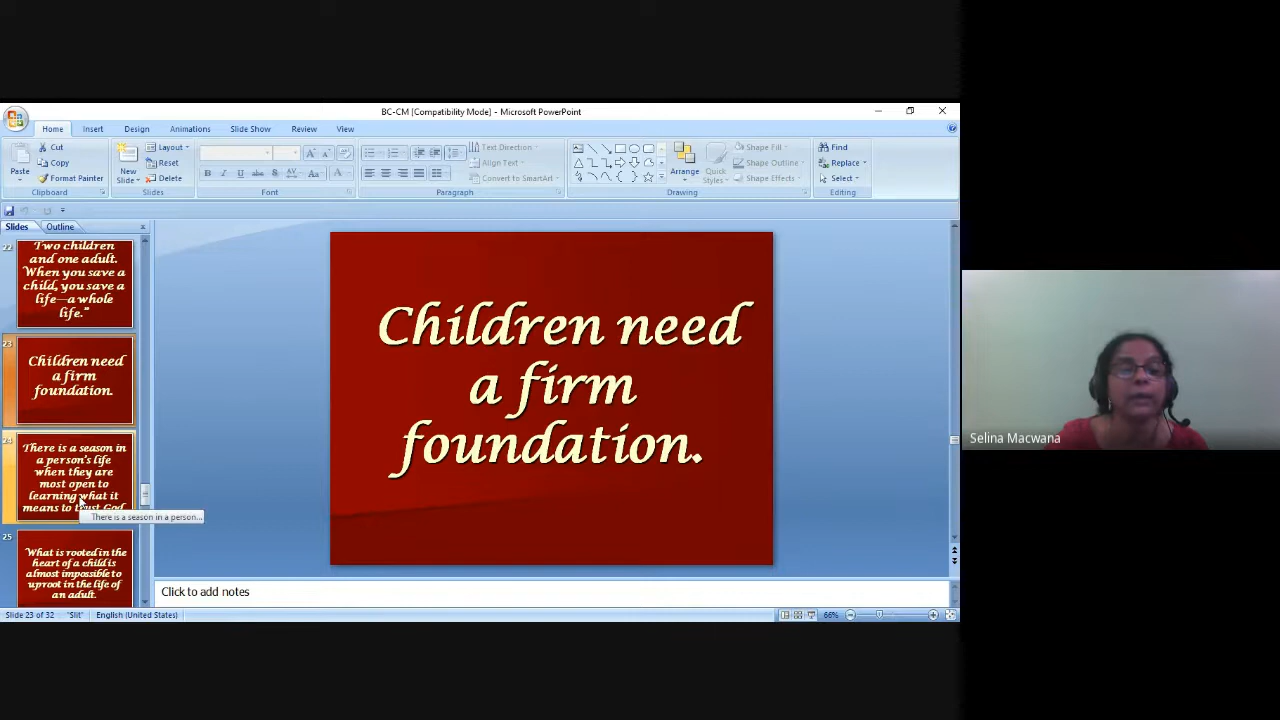 BC-CM [Compatibility Mode] - Microsoft PowerPoint
Home Insert Design Animations Slide Show Review View
Cut
Copy
Format Painter
Paste
Clipboard
New
Slide
Layout
Reset
Delete
Slides
Font
Text Direction
Align Text
Convert to SmartArt
Paragraph
Arrange
Quick
Styles
Shape Fill
Shape Outline
Shape Effects
Drawing
Find
Replace
Select
Editing
Slides Outline
22
Two children
and one adult.
When you save a
child, you save a
life—a whole
life."
23
Children need
a firm
foundation.
24
There is a season in
a person's life
when they are
most open to
learning what it
means to trust God
There is a season in a person...
25
What is rooted in the
heart of a child is
almost impossible to
uproot in the life of
an adult.
Children need
a firm
foundation.
Click to add notes
Slide 23 of 32 "Slit" English (United States) 66%
Selina Macwana